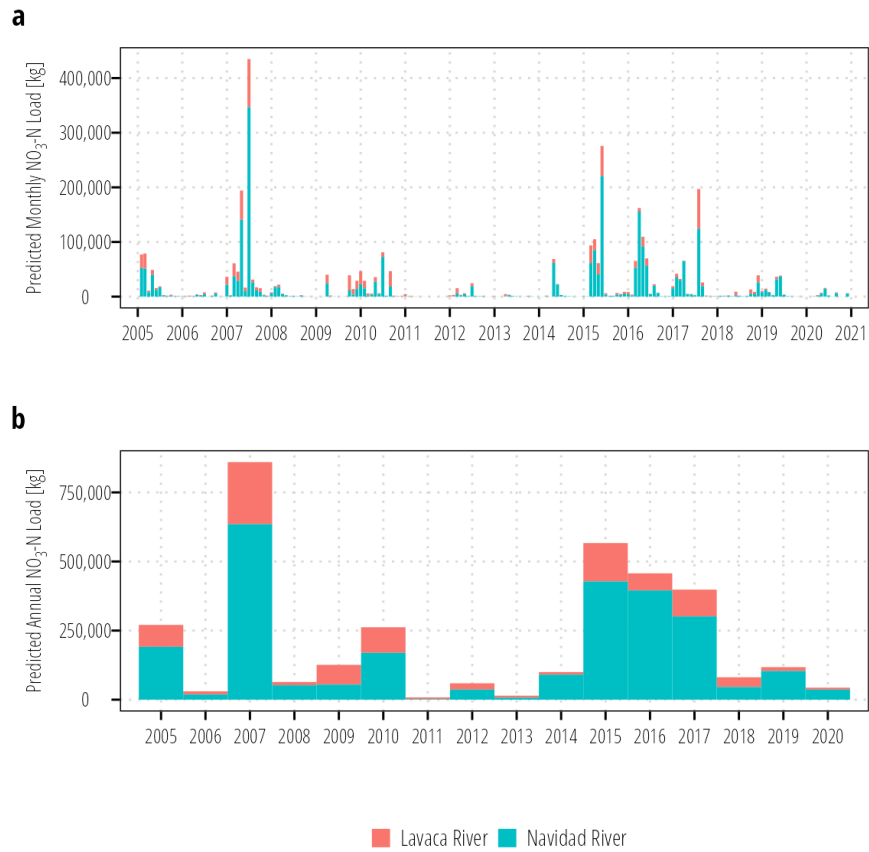 a
Predicted Monthly NO3-N Load [kg]
400,000
300,000
200,000
100,000
0
2005 2006 2007 2008 2009 2010 2011 2012 2013 2014 2015 2016 2017 2018 2019 2020 2021
b
Predicted Annual NO3-N Load [kg]
750,000
500,000
250,000
0
2005 2006 2007 2008 2009 2010 2011 2012 2013 2014 2015 2016 2017 2018 2019 2020
Lavaca River Navidad River